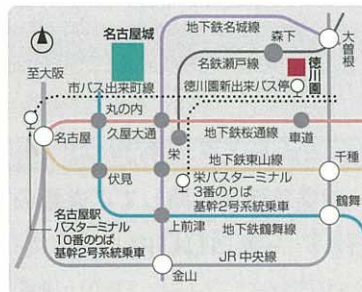 名古屋城
地下鉄名城線
大曽根
森下
名鉄瀬戸線
徳川園
至大阪
市バス出来町線
徳川園新出来バス停
丸の内
名古屋
久屋大通
地下鉄桜通線
車道
栄
地下鉄東山線
千種
伏見
栄バスターミナル
3番のりば
基幹2号系統乗車
名古屋駅
バスターミナル
10番のりば
基幹2号系統乗車
上前津
鶴舞
地下鉄鶴舞線
JR中央線
金山